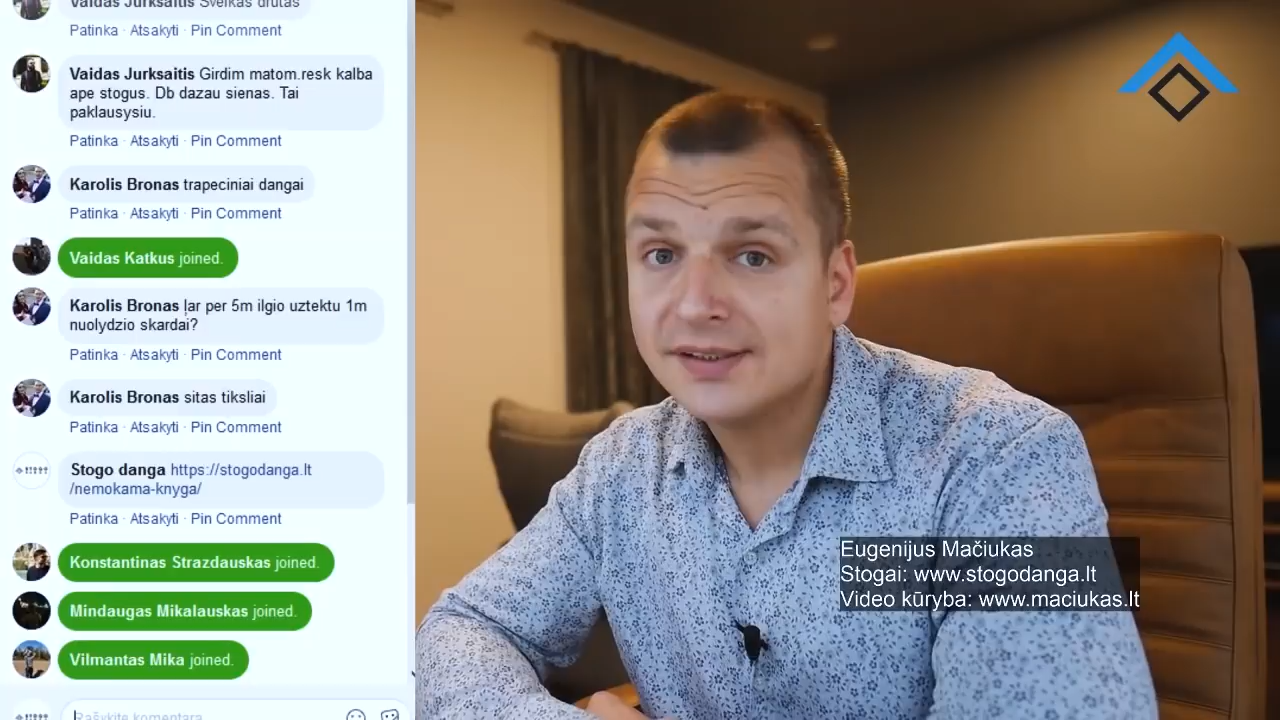 Vaidas Jurksaitis Sveikas drutas
Patinka · Atsakyti · Pin Comment
Vaidas Jurksaitis Girdim matom.resk kalba
ape stogus. Db dazau sienas. Tai
paklausysiu.
Patinka · Atsakyti · Pin Comment
Karolis Bronas trapeciniai dangai
Patinka · Atsakyti · Pin Comment
Vaidas Katkus joined.
Karolis Bronas Įar per 5m ilgio uztektu 1m
nuolydzio skardai?
Patinka · Atsakyti · Pin Comment
Karolis Bronas sitas tiksliai
Patinka · Atsakyti · Pin Comment
Stogo danga https://stogodanga.lt
/nemokama-knyga/
Patinka · Atsakyti · Pin Comment
Konstantinas Strazdauskas joined.
Mindaugas Mikalauskas joined.
Vilmantas Mika joined.
Rašykite komentarą
Eugenijus Mačiukas
Stogai: www.stogodanga.lt
Video kūryba: www.maciukas.lt